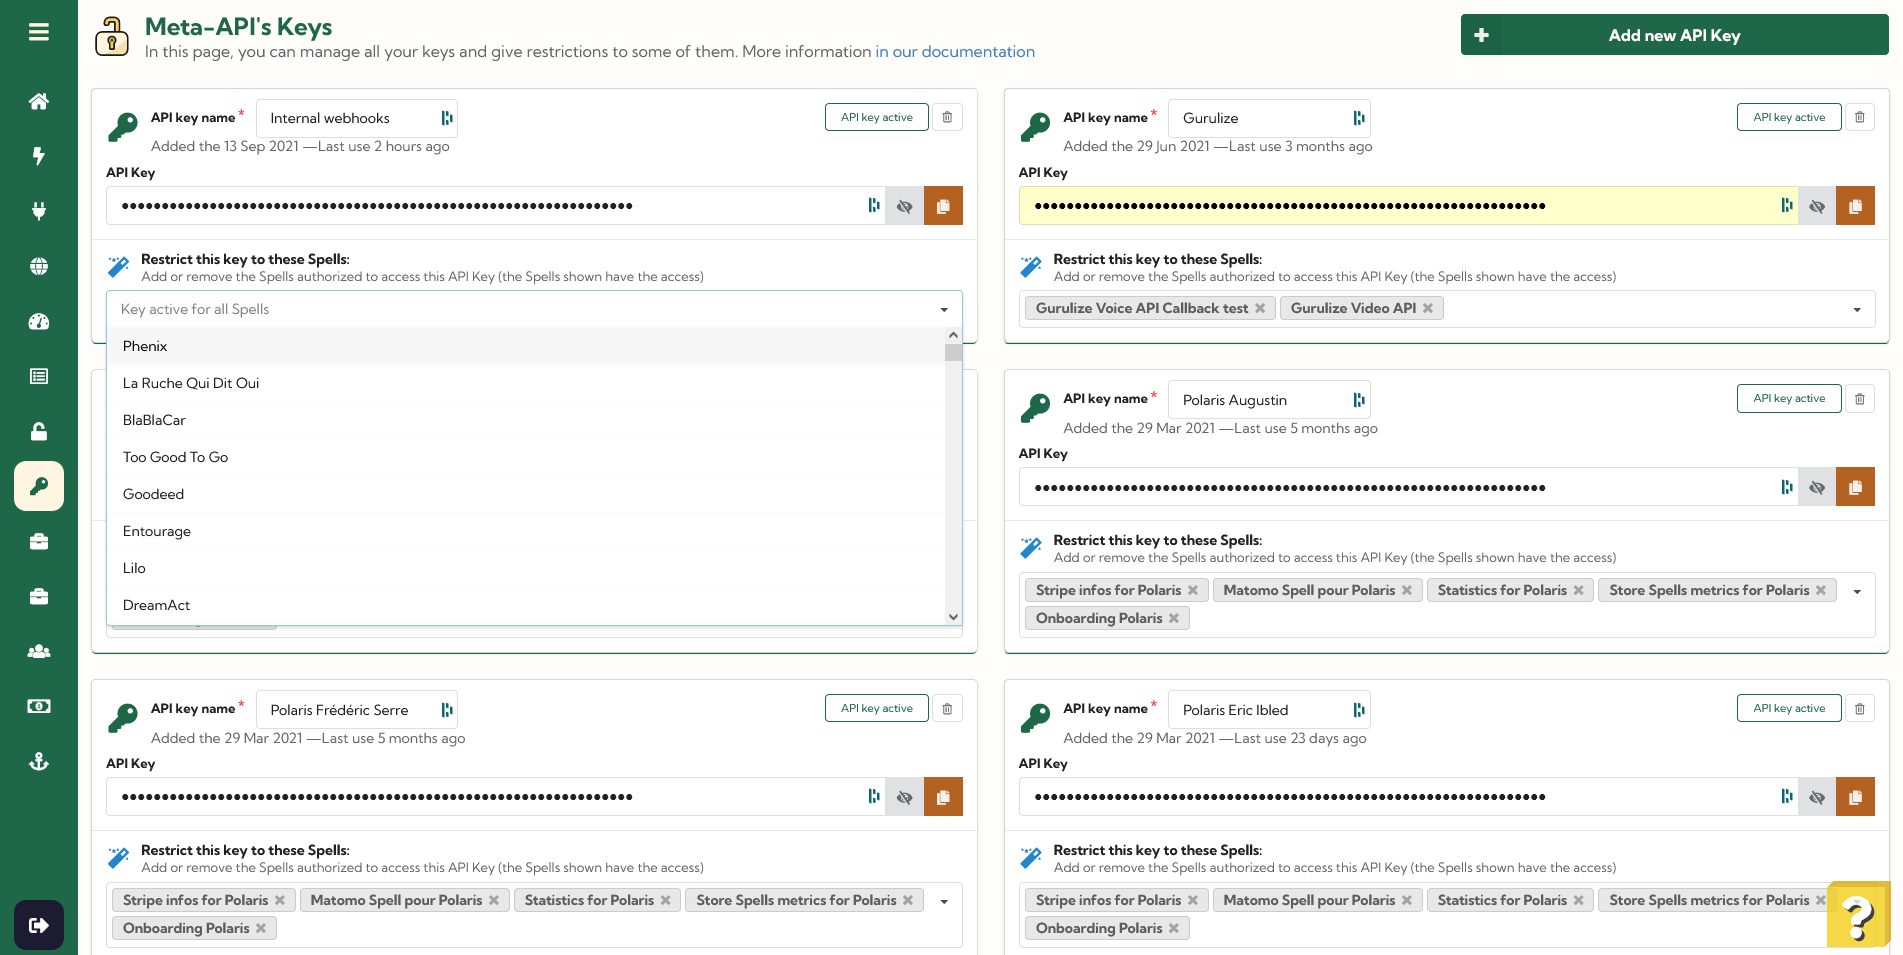 Meta-API's Keys
In this page, you can manage all your keys and give restrictions to some of them. More information in our documentation
Add new API Key
API key name *
Internal webhooks
API key active
Added the 13 Sep 2021 —Last use 2 hours ago
API Key
••••••••••••••••••••••••••••••••••••••••••••••••••••••••••••••••
Restrict this key to these Spells:
Add or remove the Spells authorized to access this API Key (the Spells shown have the access)
Key active for all Spells
Phenix
La Ruche Qui Dit Oui
BlaBlaCar
Too Good To Go
Goodeed
Entourage
Lilo
DreamAct
API key name *
Gurulize
API key active
Added the 29 Jun 2021 —Last use 3 months ago
API Key
••••••••••••••••••••••••••••••••••••••••••••••••••••••••••••••••
Restrict this key to these Spells:
Add or remove the Spells authorized to access this API Key (the Spells shown have the access)
Gurulize Voice API Callback test
Gurulize Video API
API key name *
Polaris Augustin
API key active
Added the 29 Mar 2021 —Last use 5 months ago
API Key
••••••••••••••••••••••••••••••••••••••••••••••••••••••••••••••••
Restrict this key to these Spells:
Add or remove the Spells authorized to access this API Key (the Spells shown have the access)
Stripe infos for Polaris
Matomo Spell pour Polaris
Statistics for Polaris
Store Spells metrics for Polaris
Onboarding Polaris
API key name *
Polaris Frédéric Serre
API key active
Added the 29 Mar 2021 —Last use 5 months ago
API Key
••••••••••••••••••••••••••••••••••••••••••••••••••••••••••••••••
Restrict this key to these Spells:
Add or remove the Spells authorized to access this API Key (the Spells shown have the access)
Stripe infos for Polaris
Matomo Spell pour Polaris
Statistics for Polaris
Store Spells metrics for Polaris
Onboarding Polaris
API key name *
Polaris Eric Ibled
API key active
Added the 29 Mar 2021 —Last use 23 days ago
API Key
••••••••••••••••••••••••••••••••••••••••••••••••••••••••••••••••
Restrict this key to these Spells:
Add or remove the Spells authorized to access this API Key (the Spells shown have the access)
Stripe infos for Polaris
Matomo Spell pour Polaris
Statistics for Polaris
Store Spells metrics for Polaris
Onboarding Polaris
?